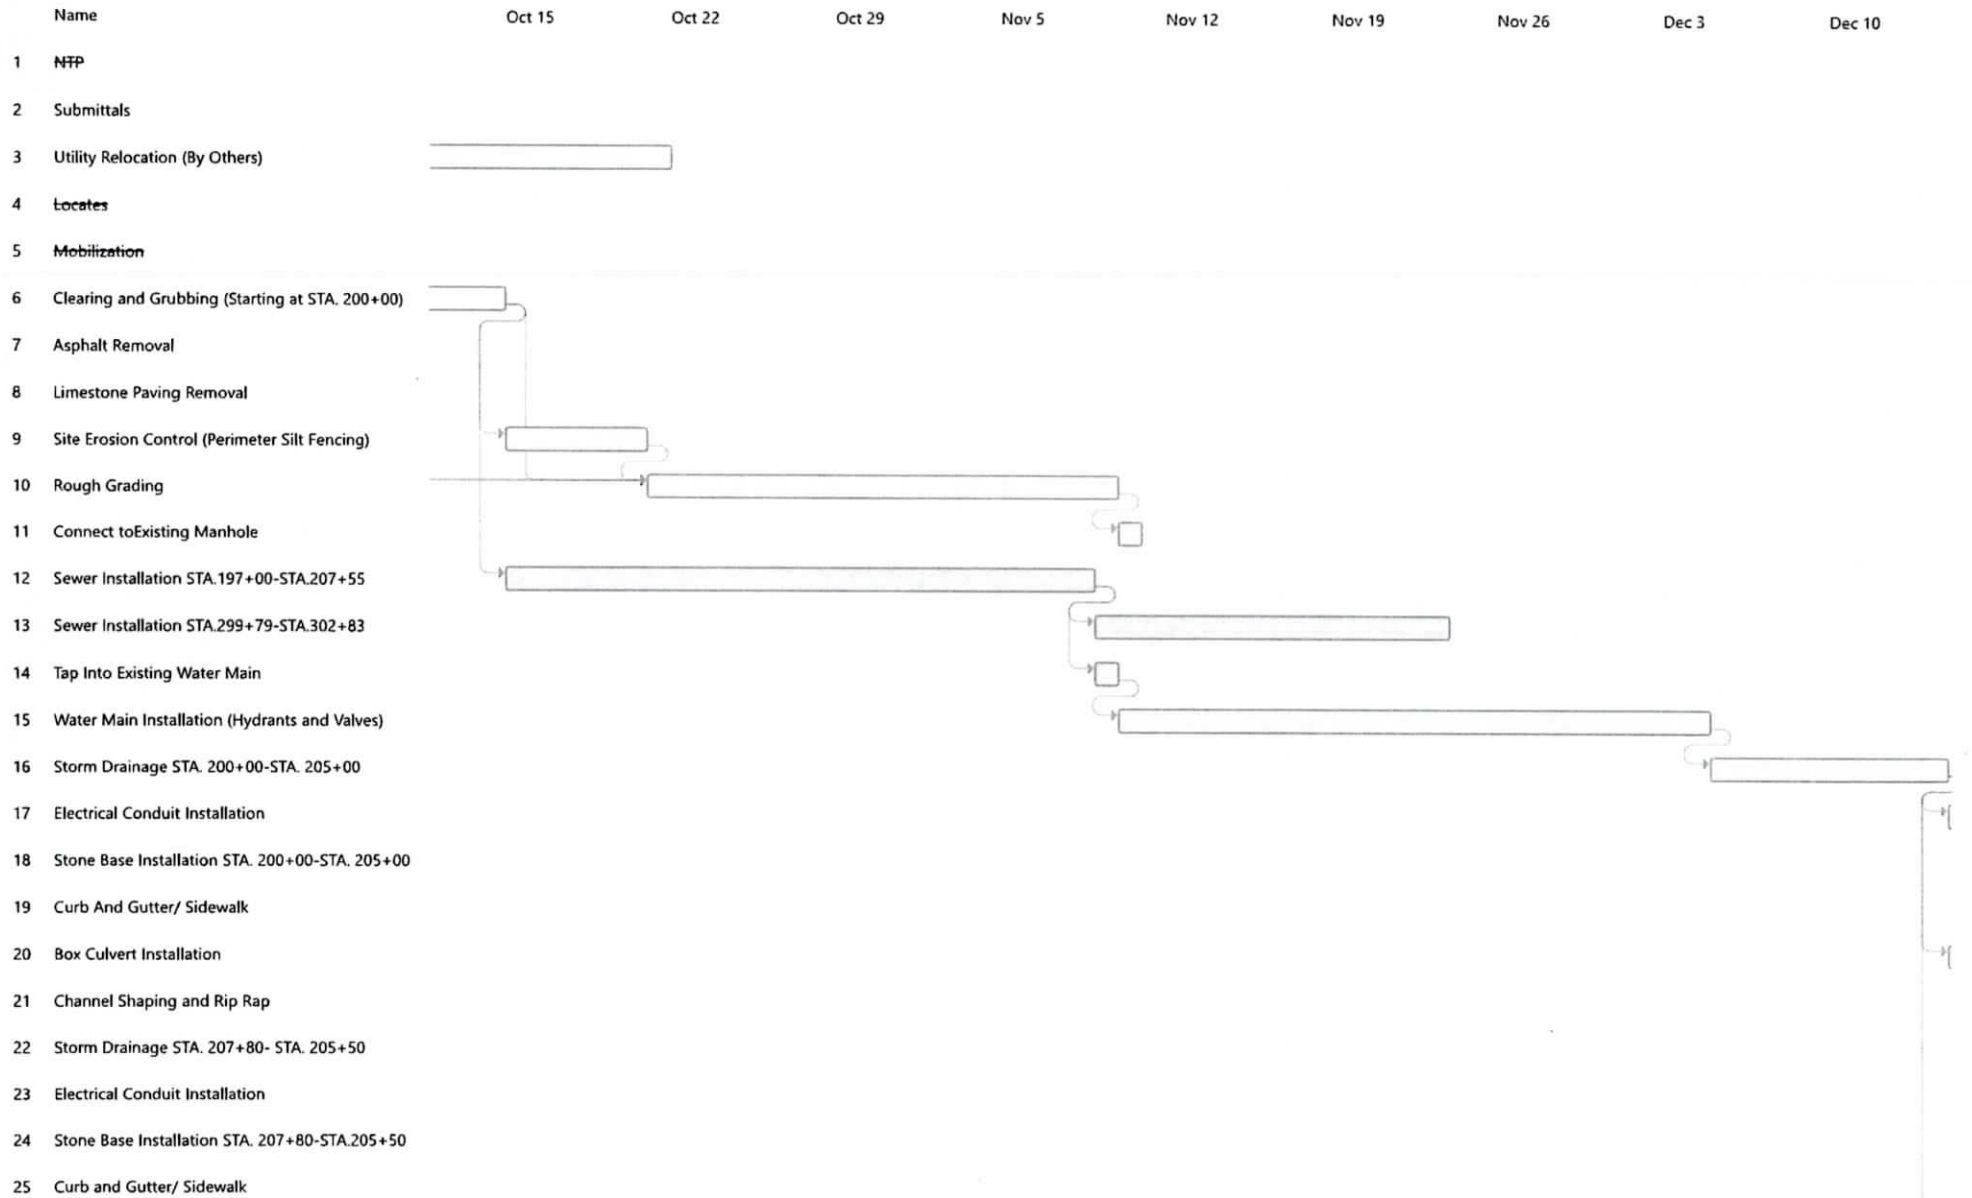 Name Oct 15 Oct 22 Oct 29 Nov 5 Nov 12 Nov 19 Nov 26 Dec 3 Dec 10
1 NTP
2 Submittals
3 Utility Relocation (By Others)
4 Locates
5 Mobilization
6 Clearing and Grubbing (Starting at STA. 200+00)
7 Asphalt Removal
8 Limestone Paving Removal
9 Site Erosion Control (Perimeter Silt Fencing)
10 Rough Grading
11 Connect toExisting Manhole
12 Sewer Installation STA.197+00-STA.207+55
13 Sewer Installation STA.299+79-STA.302+83
14 Tap Into Existing Water Main
15 Water Main Installation (Hydrants and Valves)
16 Storm Drainage STA. 200+00-STA. 205+00
17 Electrical Conduit Installation
18 Stone Base Installation STA. 200+00-STA. 205+00
19 Curb And Gutter/ Sidewalk
20 Box Culvert Installation
21 Channel Shaping and Rip Rap
22 Storm Drainage STA. 207+80- STA. 205+50
23 Electrical Conduit Installation
24 Stone Base Installation STA. 207+80-STA.205+50
25 Curb and Gutter/ Sidewalk